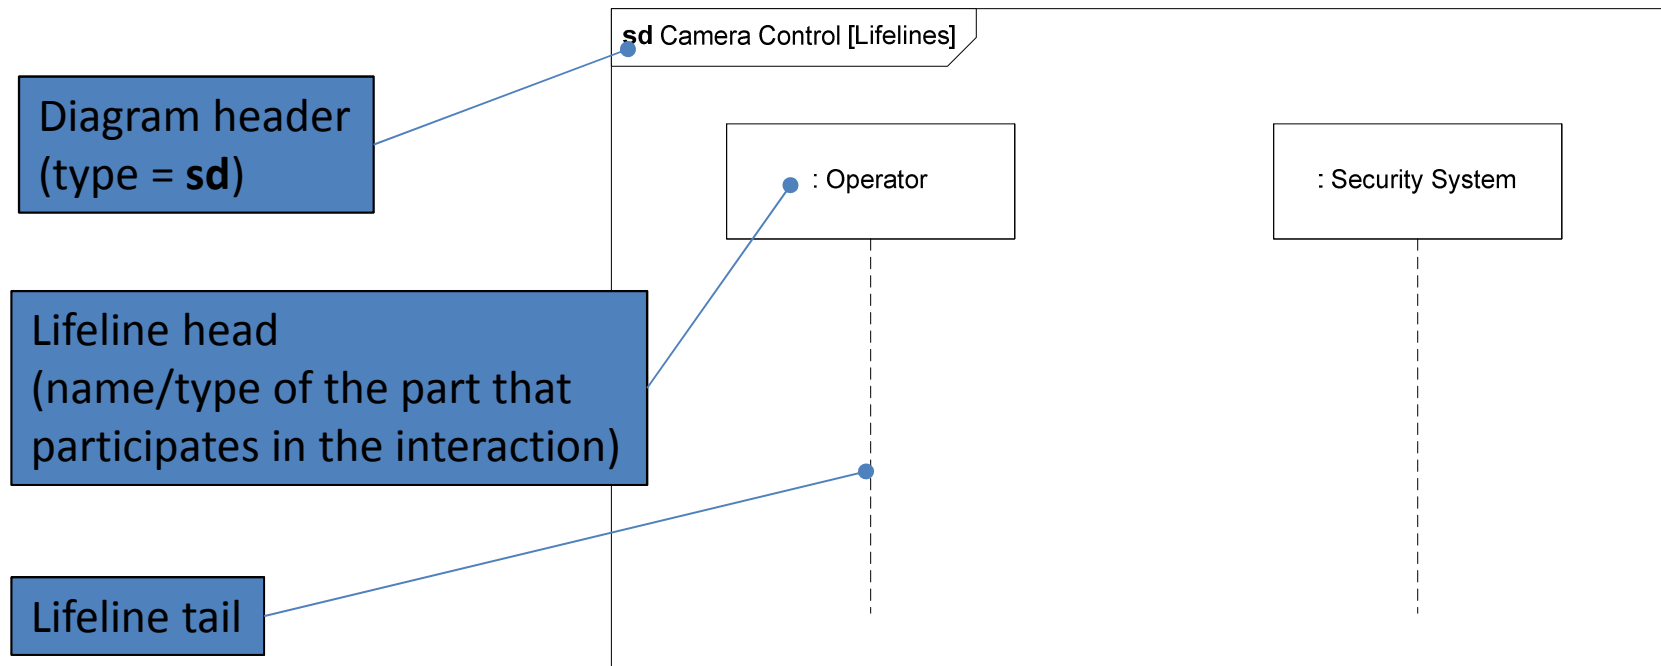 sd Camera Control [Lifelines]
Diagram header
(type = sd)
: Operator
: Security System
Lifeline head
(name/type of the part that
participates in the interaction)
Lifeline tail